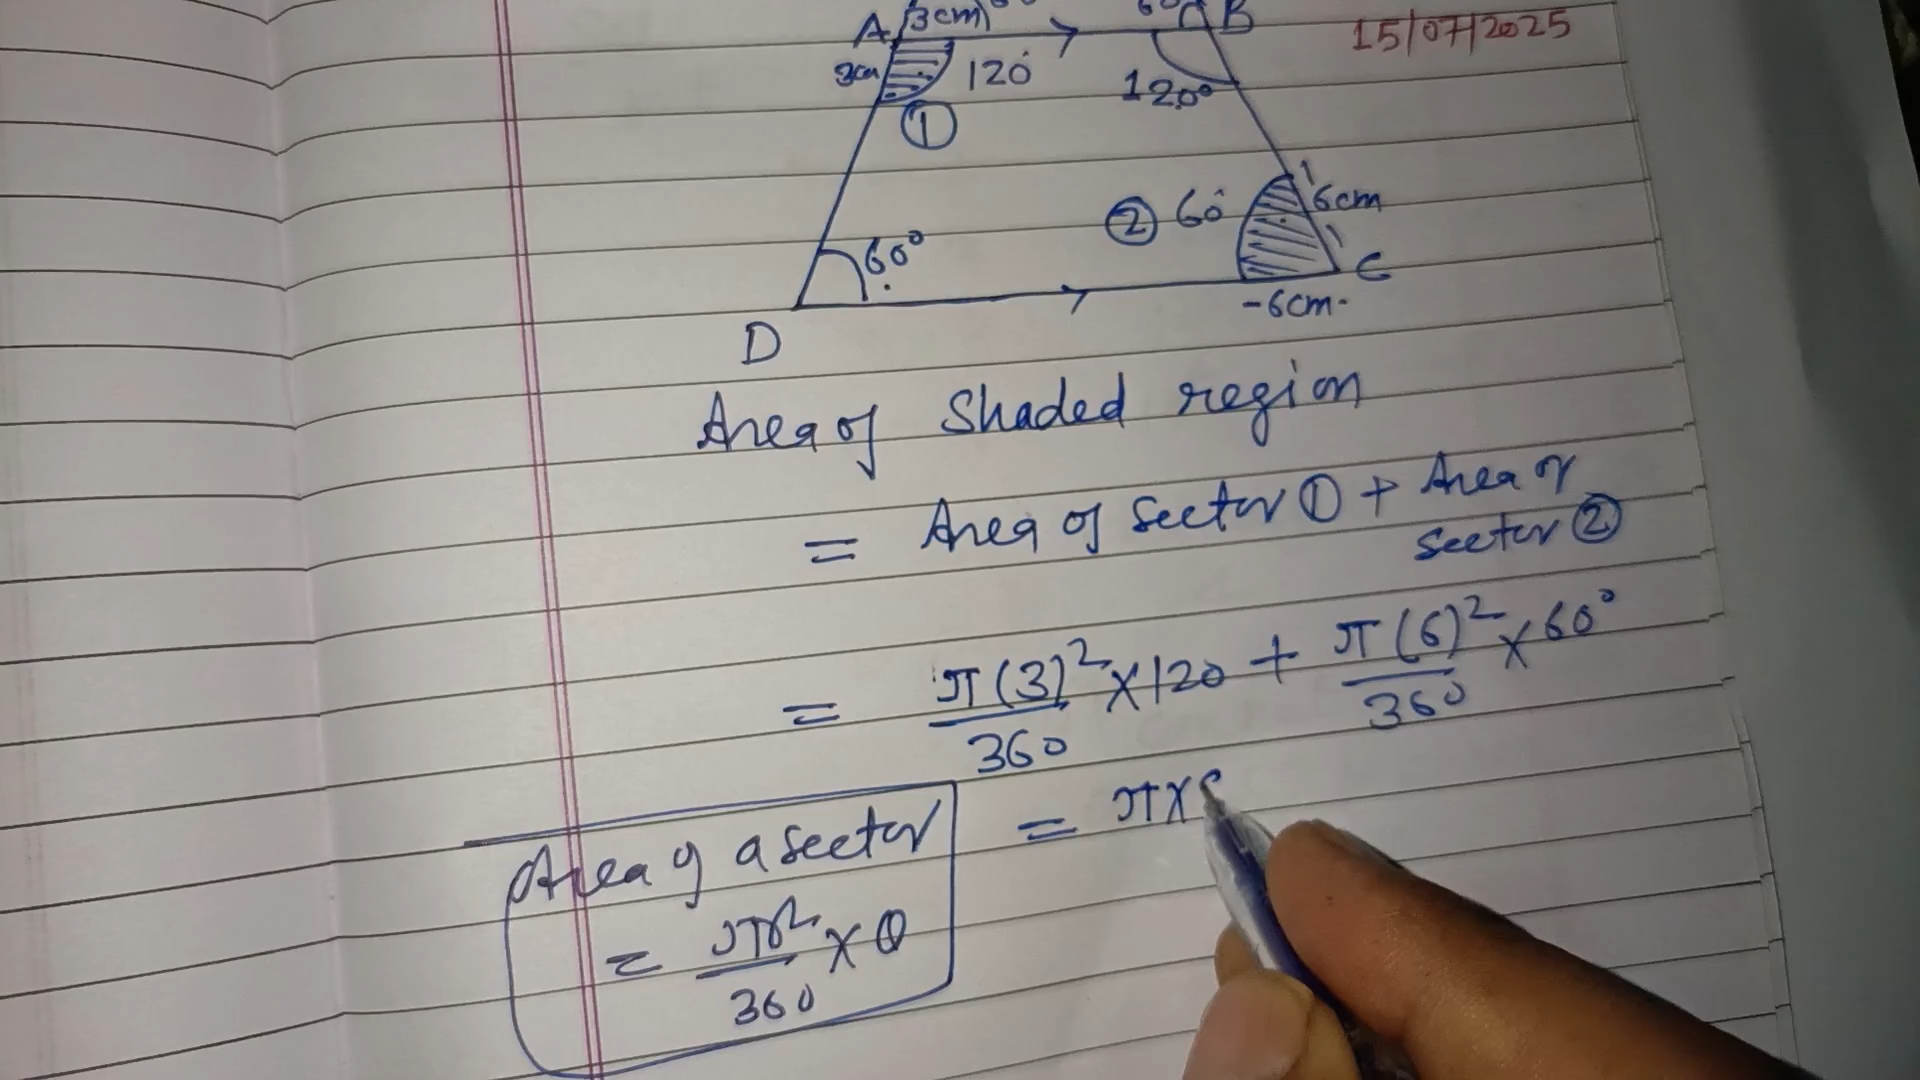 15/07/2025
A 3cm B
3cm 120° 120°
①
② 60° 6cm
60° C
-6cm-
D
Area of Shaded region
= Area of Sector ① + Area of
Sector ②
= π(3)²/360 × 120 + π(6)²/360 × 60°
= π×
Area of a sector
= πr²/360 × θ